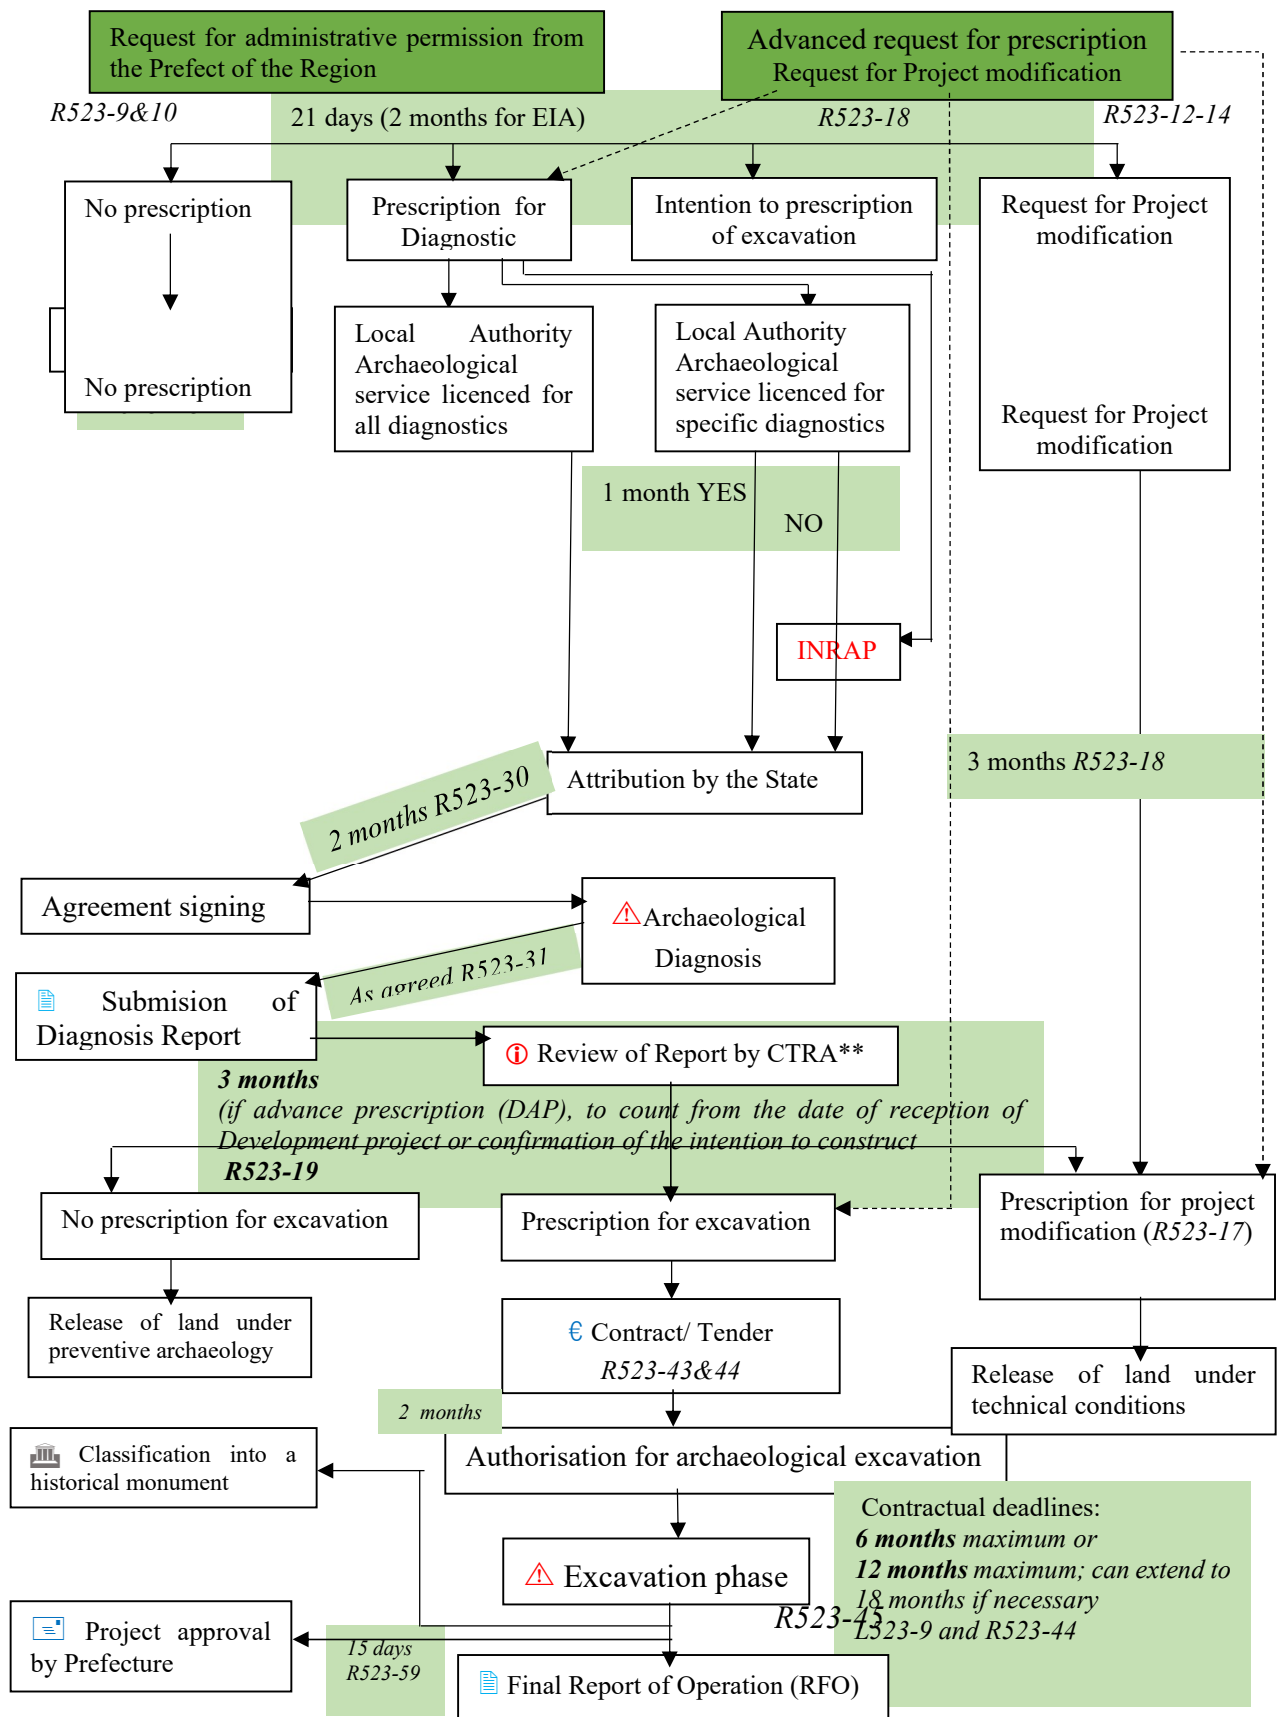 Request for administrative permission from
the Prefect of the Region
Advanced request for prescription
Request for Project modification
R523-9&10
21 days (2 months for EIA)
R523-18
R523-12-14
No prescription
No prescription
Prescription for
Diagnostic
Intention to prescription
of excavation
Request for Project
modification
Request for Project
modification
Local Authority
Archaeological
service licenced for
all diagnostics
Local Authority
Archaeological
service licenced for
specific diagnostics
1 month YES
NO
INRAP
Attribution by the State
3 months R523-18
2 months R523-30
Agreement signing
Archaeological
Diagnosis
As agreed R523-31
Submision of
Diagnosis Report
Review of Report by CTRA**
3 months
(if advance prescription (DAP), to count from the date of reception of
Development project or confirmation of the intention to construct
R523-19
No prescription for excavation
Prescription for excavation
Prescription for project
modification (R523-17)
Release of land under
preventive archaeology
€ Contract/ Tender
R523-43&44
Release of land under
technical conditions
2 months
Classification into a
historical monument
Authorisation for archaeological excavation
Contractual deadlines:
6 months maximum or
12 months maximum; can extend to
18 months if necessary
L523-9 and R523-44
Excavation phase
R523-45
Project approval
by Prefecture
15 days
R523-59
Final Report of Operation (RFO)